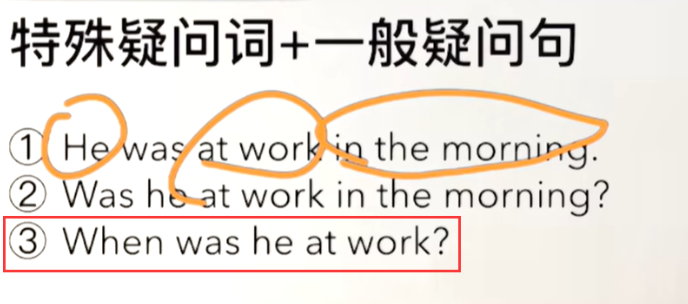 特殊疑问词+一般疑问句
① He was at work in the morning.
② Was he at work in the morning?
③ When was he at work?